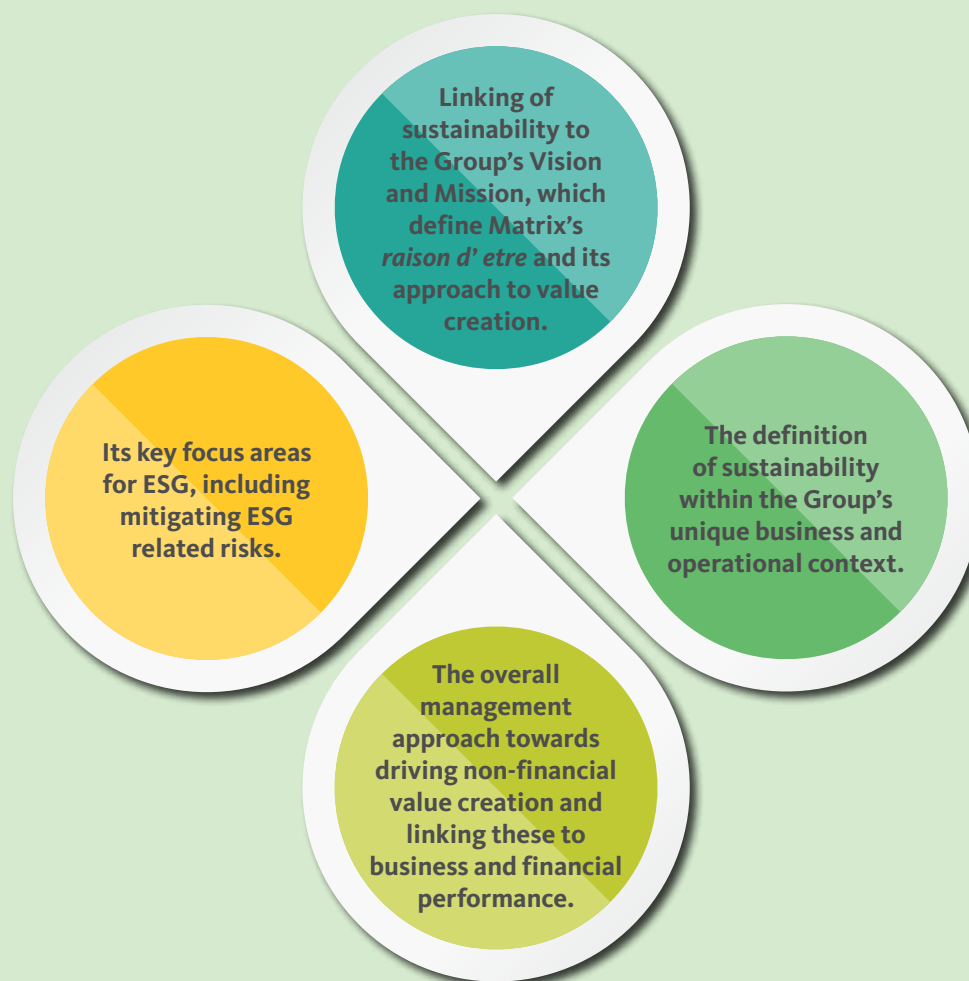 Linking of
sustainability to
the Group's Vision
and Mission, which
define Matrix's
raison d' etre and its
approach to value
creation.
Its key focus areas
for ESG, including
mitigating ESG
related risks.
The definition
of sustainability
within the Group's
unique business and
operational context.
The overall
management
approach towards
driving non-financial
value creation and
linking these to
business and financial
performance.